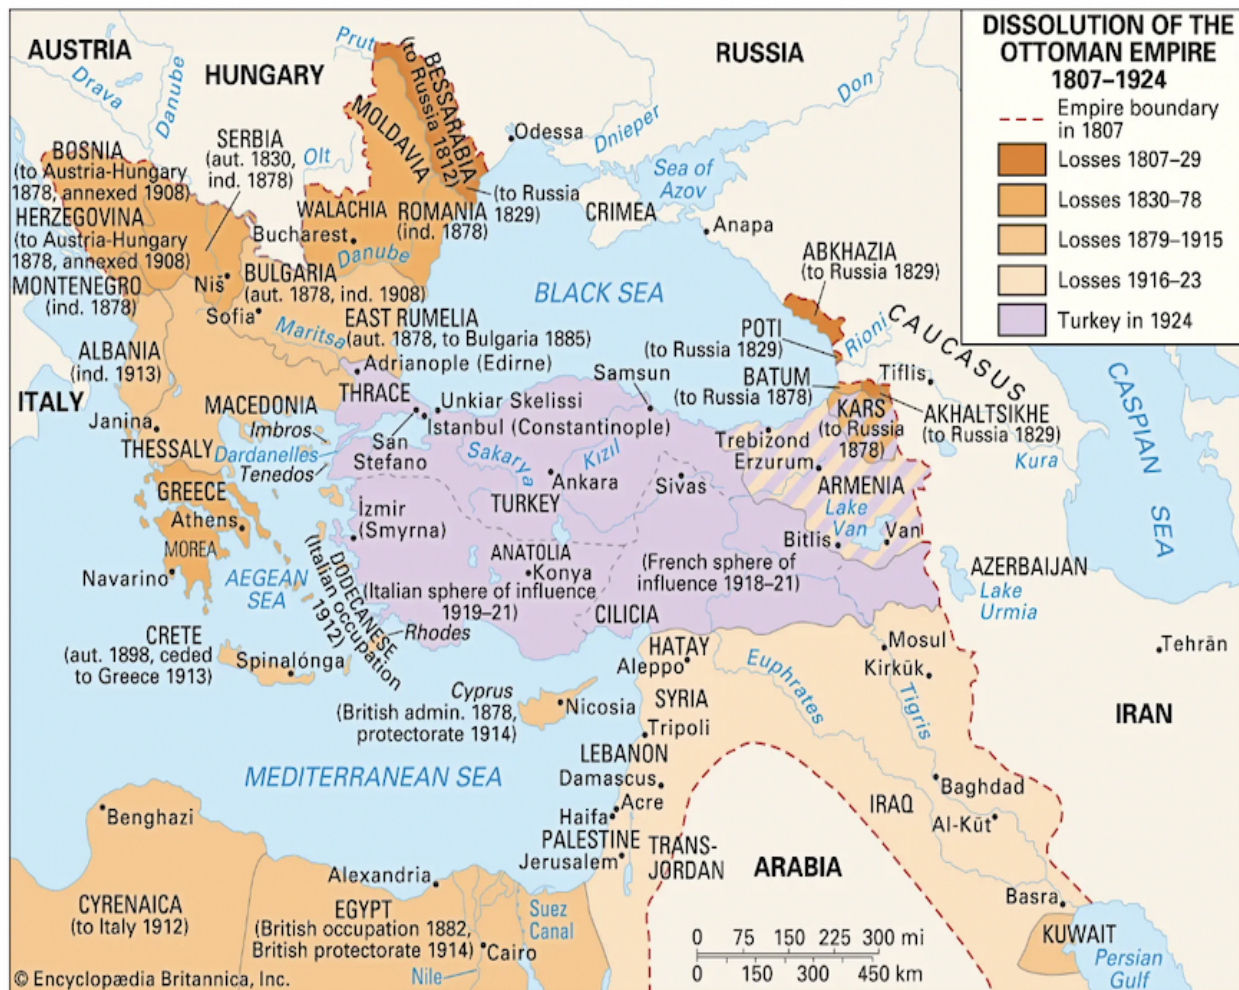 DISSOLUTION OF THE
OTTOMAN EMPIRE
1807–1924
Empire boundary
in 1807
Losses 1807–29
Losses 1830–78
Losses 1879–1915
Losses 1916–23
Turkey in 1924
AUSTRIA
HUNGARY
RUSSIA
Drava
Danube
Prut
Olt
Dnieper
Don
BESSARABIA
(to Russia 1812)
MOLDAVIA
Odessa
Sea of
Azov
(to Russia
1829)
CRIMEA
Anapa
BOSNIA
(to Austria-Hungary
1878, annexed 1908)
HERZEGOVINA
(to Austria-Hungary
1878, annexed 1908)
MONTENEGRO
(ind. 1878)
SERBIA
(aut. 1830,
ind. 1878)
WALACHIA
Bucharest
ROMANIA
(ind. 1878)
Danube
Niš
BULGARIA
(aut. 1878, ind. 1908)
Sofia
Maritsa
EAST RUMELIA
(aut. 1878, to Bulgaria 1885)
BLACK SEA
ABKHAZIA
(to Russia 1829)
POTI
(to Russia 1829)
Rioni
CAUCASUS
BATUM
(to Russia 1878)
Tiflis
AKHALTSIKHE
(to Russia 1829)
KARS
(to Russia
1878)
Kura
CASPIAN SEA
ALBANIA
(ind. 1913)
ITALY
Janina
THESSALY
MACEDONIA
Imbros
Dardanelles
Tenedos
Adrianople (Edirne)
THRACE
Unkiar Skelissi
Istanbul (Constantinople)
San
Stefano
Samsun
Sakarya
Kızıl
Ankara
Sivas
TURKEY
Trebizond
Erzurum
ARMENIA
Lake
Van
Bitlis
Van
GREECE
Athens
MOREA
Navarino
AEGEAN
SEA
İzmir
(Smyrna)
ANATOLIA
Konya
(Italian sphere of influence
1919–21)
(French sphere of
influence 1918–21)
CILICIA
DODECANESE
(Italian occupation
1912)
Rhodes
AZERBAIJAN
Lake
Urmia
Tehrān
IRAN
CRETE
(aut. 1898, ceded
to Greece 1913)
Spinalónga
Cyprus
(British admin. 1878,
protectorate 1914)
Nicosia
HATAY
Aleppo
SYRIA
Tripoli
LEBANON
Damascus
Acre
Haifa
PALESTINE
Jerusalem
TRANS-
JORDAN
Euphrates
Tigris
Mosul
Kirkūk
Baghdad
IRAQ
Al-Kūt
Basra
KUWAIT
Persian
Gulf
ARABIA
MEDITERRANEAN SEA
Benghazi
CYRENAICA
(to Italy 1912)
Alexandria
EGYPT
(British occupation 1882,
British protectorate 1914)
Suez
Canal
Cairo
Nile
0 75 150 225 300 mi
0 150 300 450 km
© Encyclopædia Britannica, Inc.